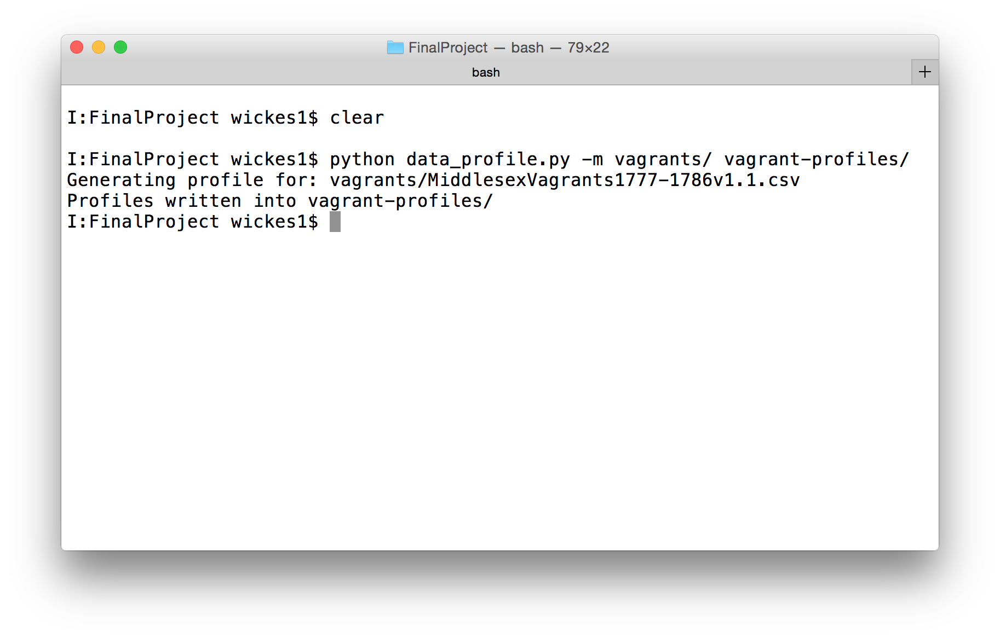 FinalProject — bash — 79×22
bash
+
I:FinalProject wickes1$ clear
I:FinalProject wickes1$ python data_profile.py -m vagrants/ vagrant-profiles/
Generating profile for: vagrants/MiddlesexVagrants1777-1786v1.1.csv
Profiles written into vagrant-profiles/
I:FinalProject wickes1$